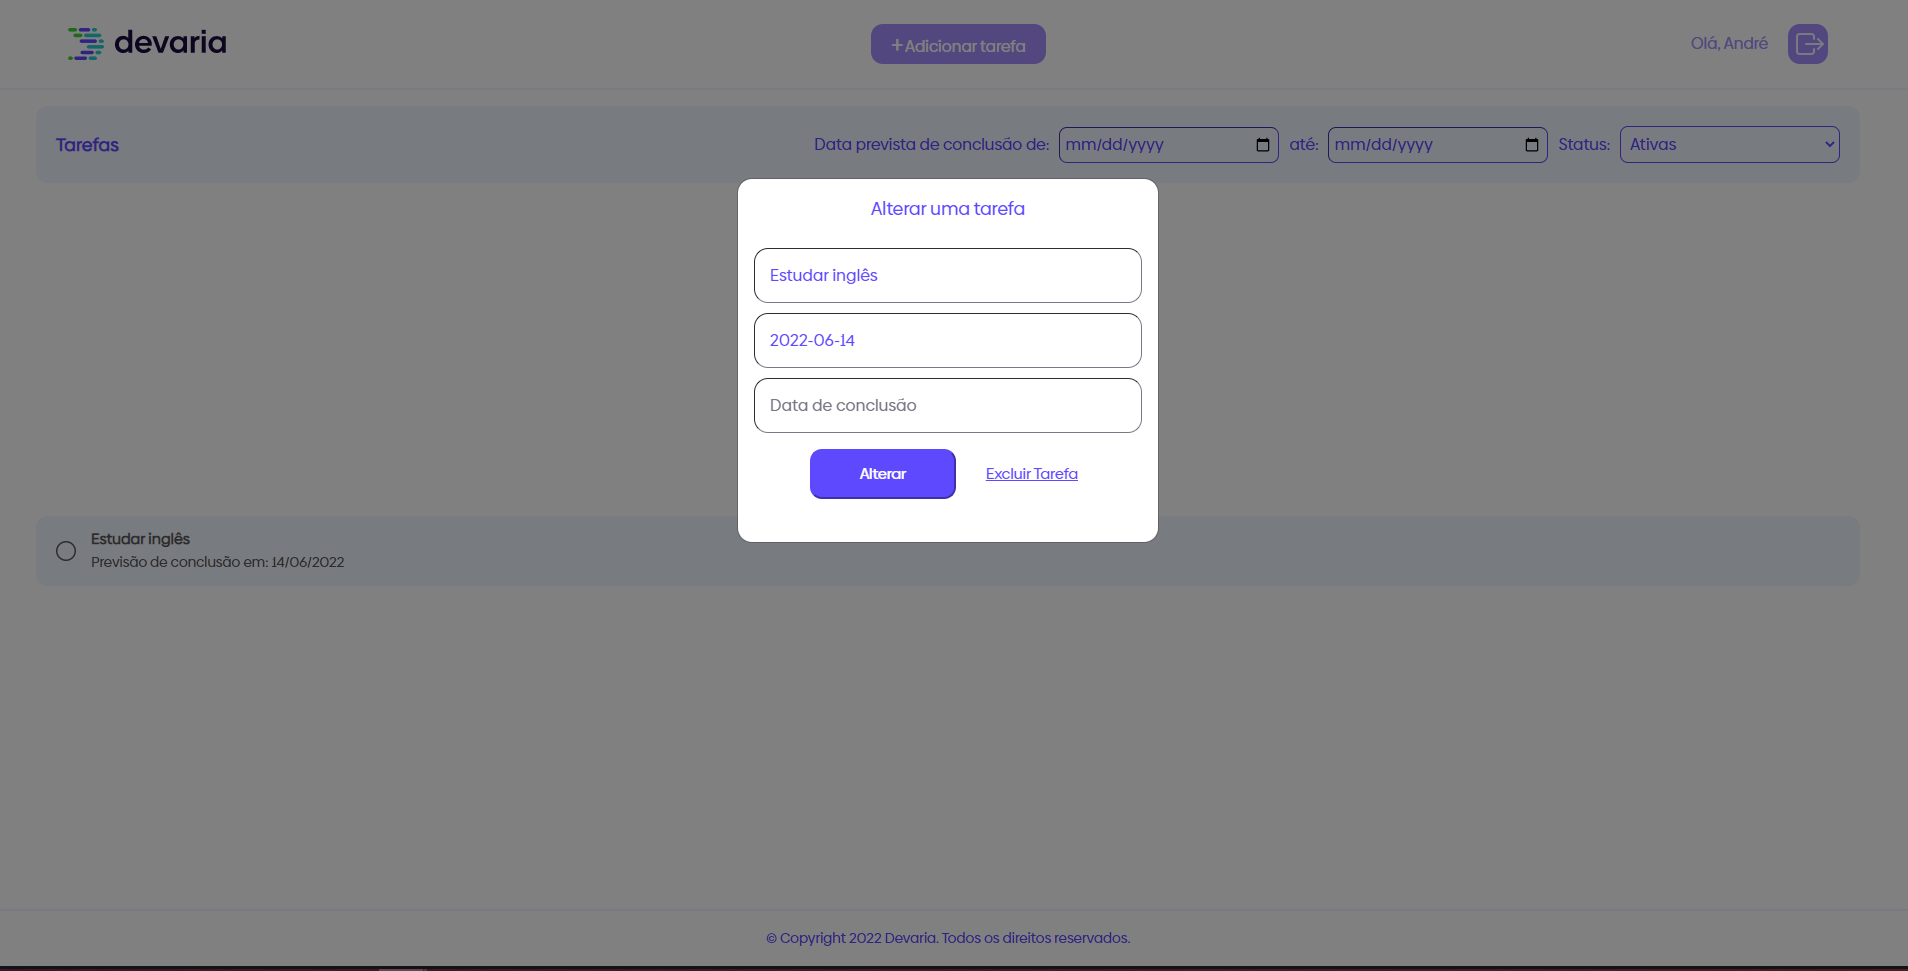 devaria
+Adicionar tarefa
Olá, André
Tarefas
Data prevista de conclusão de: mm/dd/yyyy até: mm/dd/yyyy Status: Ativas
Alterar uma tarefa
Estudar inglês
2022-06-14
Data de conclusão
Alterar
Excluir Tarefa
Estudar inglês
Previsão de conclusão em: 14/06/2022
© Copyright 2022 Devaria. Todos os direitos reservados.